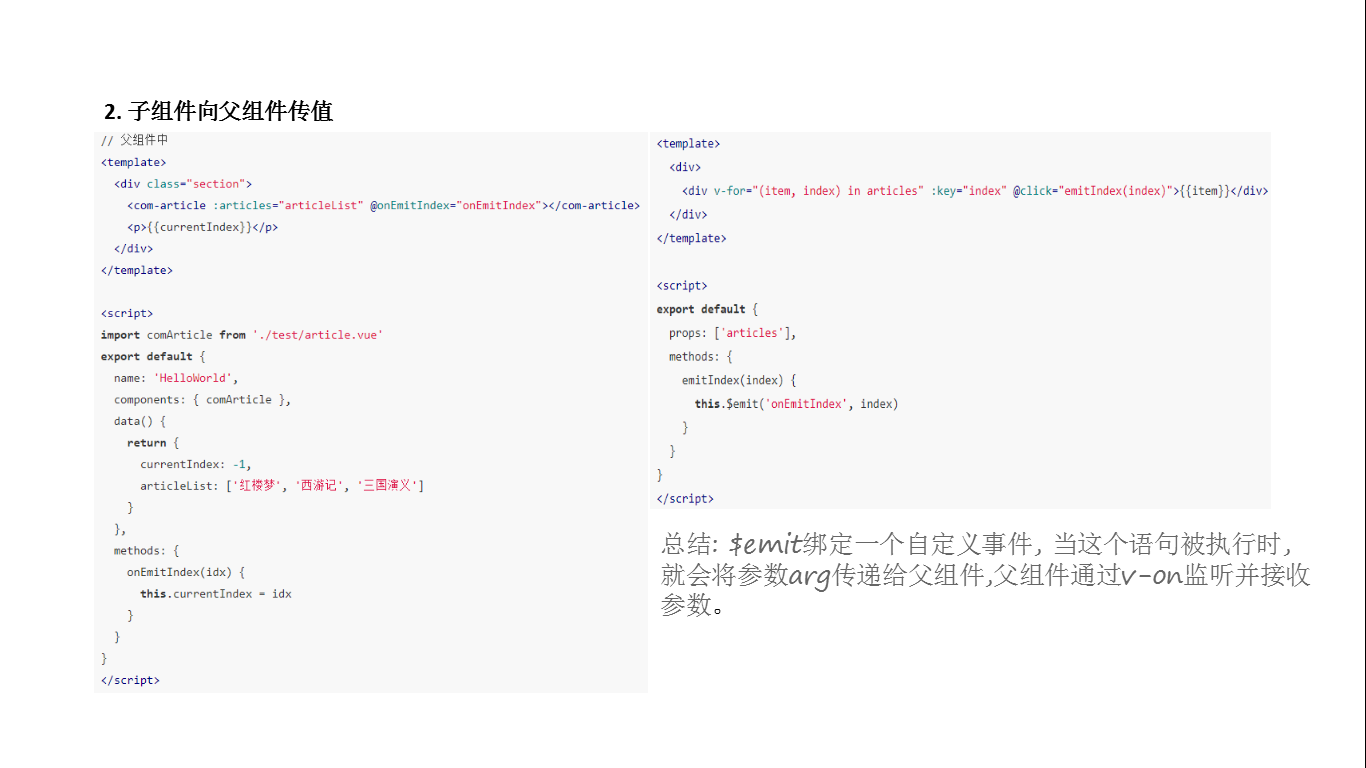 2. 子组件向父组件传值
// 父组件中
<template>
  <div class="section">
    <com-article :articles="articleList" @onEmitIndex="onEmitIndex"></com-article>
    <p>{{currentIndex}}</p>
  </div>
</template>

<script>
import comArticle from './test/article.vue'
export default {
  name: 'HelloWorld',
  components: { comArticle },
  data() {
    return {
      currentIndex: -1,
      articleList: ['红楼梦', '西游记', '三国演义']
    }
  },
  methods: {
    onEmitIndex(idx) {
      this.currentIndex = idx
    }
  }
}
</script>
<template>
  <div>
    <div v-for="(item, index) in articles" :key="index" @click="emitIndex(index)">{{item}}</div>
  </div>
</template>

<script>
export default {
  props: ['articles'],
  methods: {
    emitIndex(index) {
      this.$emit('onEmitIndex', index)
    }
  }
}
</script>
总结: $emit绑定一个自定义事件, 当这个语句被执行时,
就会将参数arg传递给父组件,父组件通过v-on监听并接收
参数。